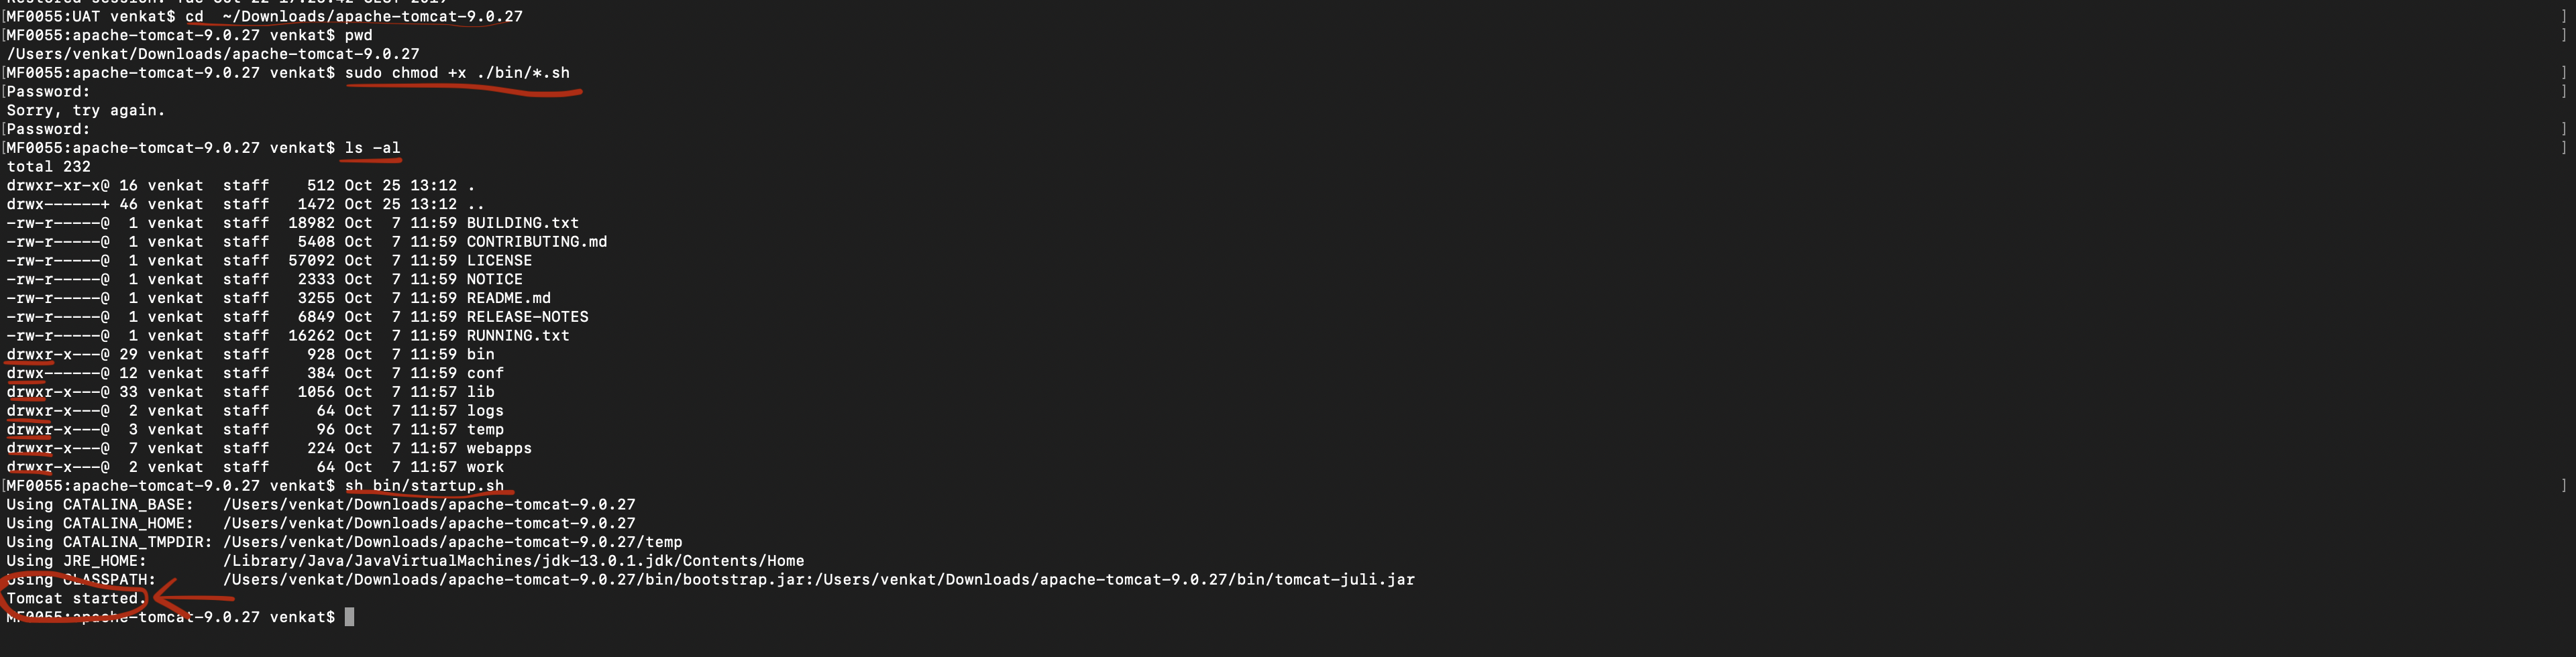 [MF0055:UAT venkat$ cd  ~/Downloads/apache-tomcat-9.0.27 ]
[MF0055:apache-tomcat-9.0.27 venkat$ pwd ]
/Users/venkat/Downloads/apache-tomcat-9.0.27
[MF0055:apache-tomcat-9.0.27 venkat$ sudo chmod +x ./bin/*.sh ]
[Password: ]
Sorry, try again.
[Password: ]
[MF0055:apache-tomcat-9.0.27 venkat$ ls -al ]
total 232
drwxr-xr-x@ 16 venkat  staff    512 Oct 25 13:12 .
drwx------+ 46 venkat  staff   1472 Oct 25 13:12 ..
-rw-r-----@  1 venkat  staff  18982 Oct  7 11:59 BUILDING.txt
-rw-r-----@  1 venkat  staff   5408 Oct  7 11:59 CONTRIBUTING.md
-rw-r-----@  1 venkat  staff  57092 Oct  7 11:59 LICENSE
-rw-r-----@  1 venkat  staff   2333 Oct  7 11:59 NOTICE
-rw-r-----@  1 venkat  staff   3255 Oct  7 11:59 README.md
-rw-r-----@  1 venkat  staff   6849 Oct  7 11:59 RELEASE-NOTES
-rw-r-----@  1 venkat  staff  16262 Oct  7 11:59 RUNNING.txt
drwxr-x---@ 29 venkat  staff    928 Oct  7 11:59 bin
drwx------@ 12 venkat  staff    384 Oct  7 11:59 conf
drwxr-x---@ 33 venkat  staff   1056 Oct  7 11:57 lib
drwxr-x---@  2 venkat  staff     64 Oct  7 11:57 logs
drwxr-x---@  3 venkat  staff     96 Oct  7 11:57 temp
drwxr-x---@  7 venkat  staff    224 Oct  7 11:57 webapps
drwxr-x---@  2 venkat  staff     64 Oct  7 11:57 work
[MF0055:apache-tomcat-9.0.27 venkat$ sh bin/startup.sh ]
Using CATALINA_BASE:   /Users/venkat/Downloads/apache-tomcat-9.0.27
Using CATALINA_HOME:   /Users/venkat/Downloads/apache-tomcat-9.0.27
Using CATALINA_TMPDIR: /Users/venkat/Downloads/apache-tomcat-9.0.27/temp
Using JRE_HOME:        /Library/Java/JavaVirtualMachines/jdk-13.0.1.jdk/Contents/Home
Using CLASSPATH:       /Users/venkat/Downloads/apache-tomcat-9.0.27/bin/bootstrap.jar:/Users/venkat/Downloads/apache-tomcat-9.0.27/bin/tomcat-juli.jar
Tomcat started.
MF0055:apache-tomcat-9.0.27 venkat$